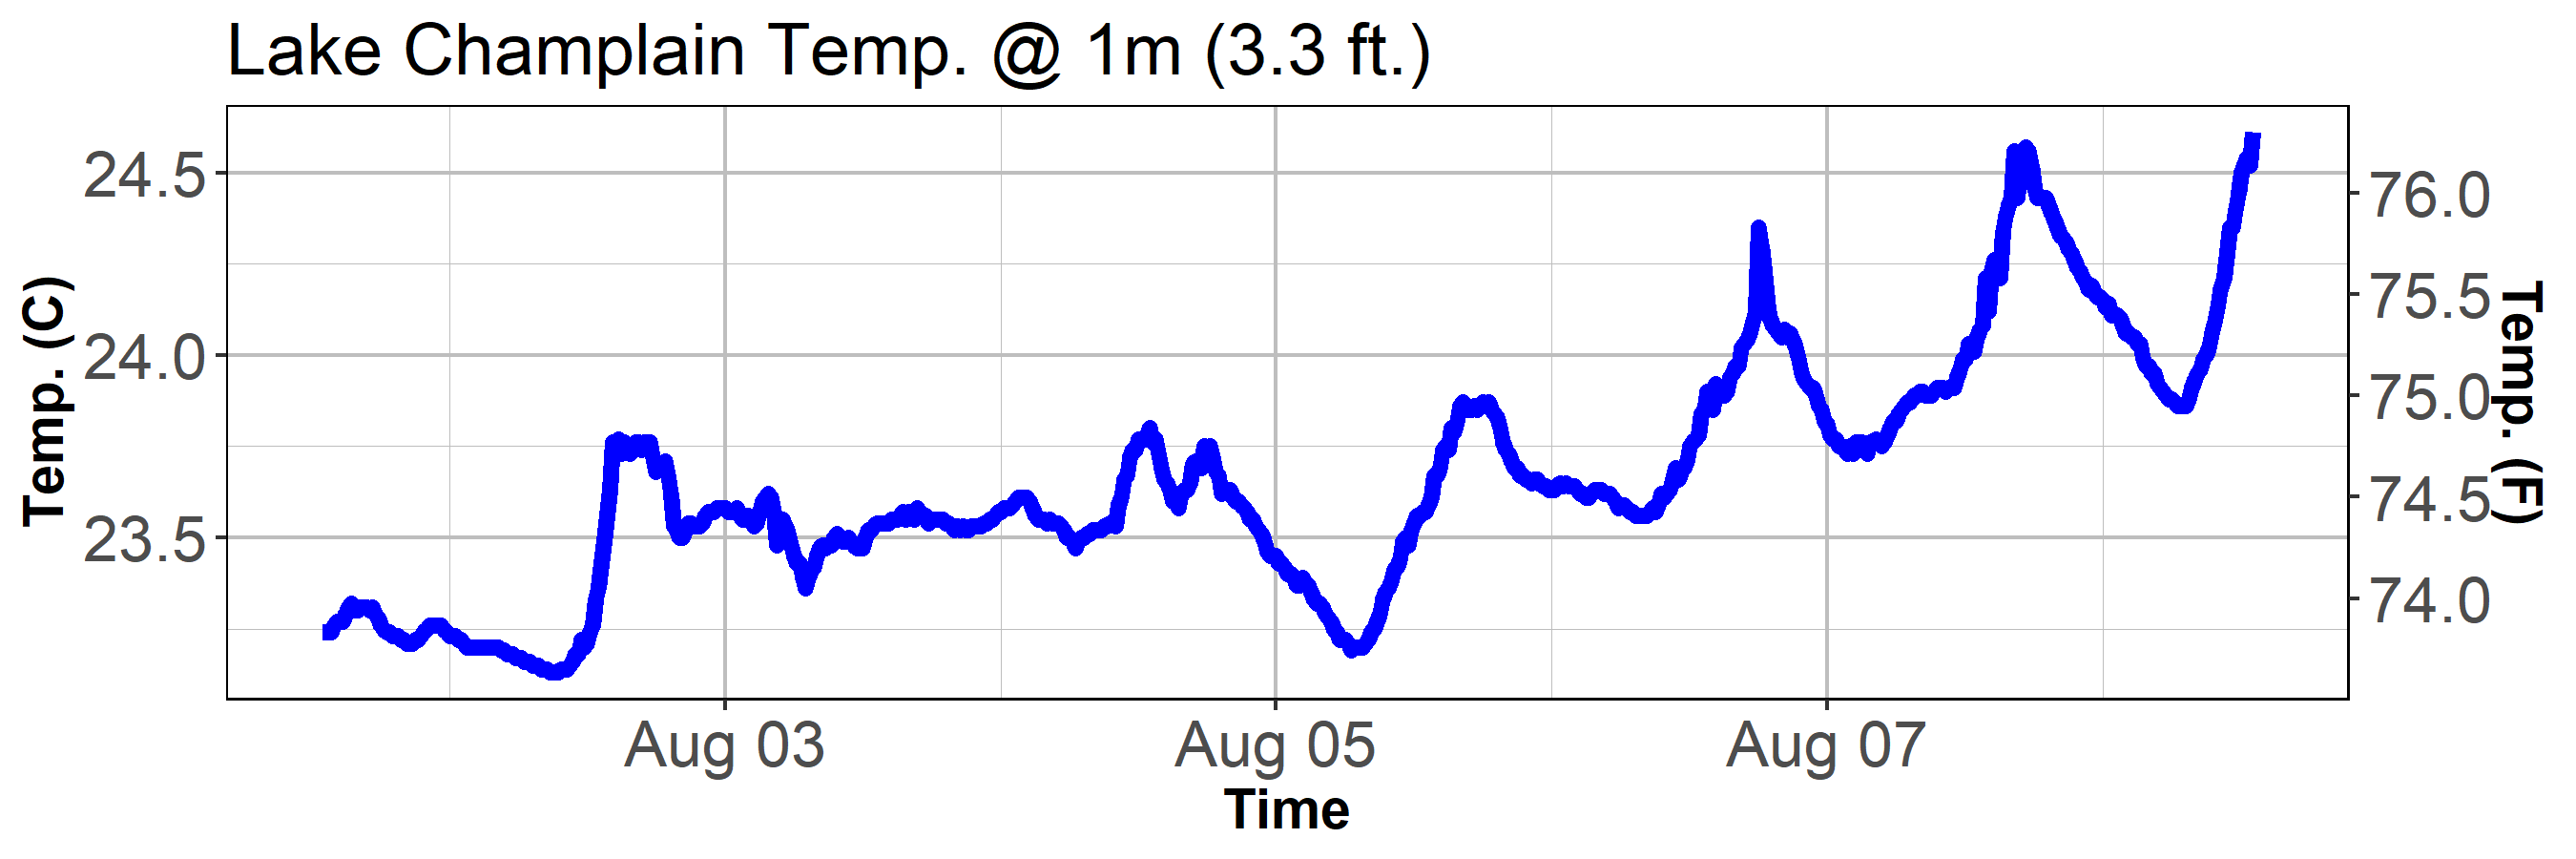 Lake Champlain Temp. @ 1m (3.3 ft.)
Temp. (C)
24.5
24.0
23.5
76.0
75.5
75.0
74.5
74.0
Temp. (F)
Aug 03
Aug 05
Aug 07
Time